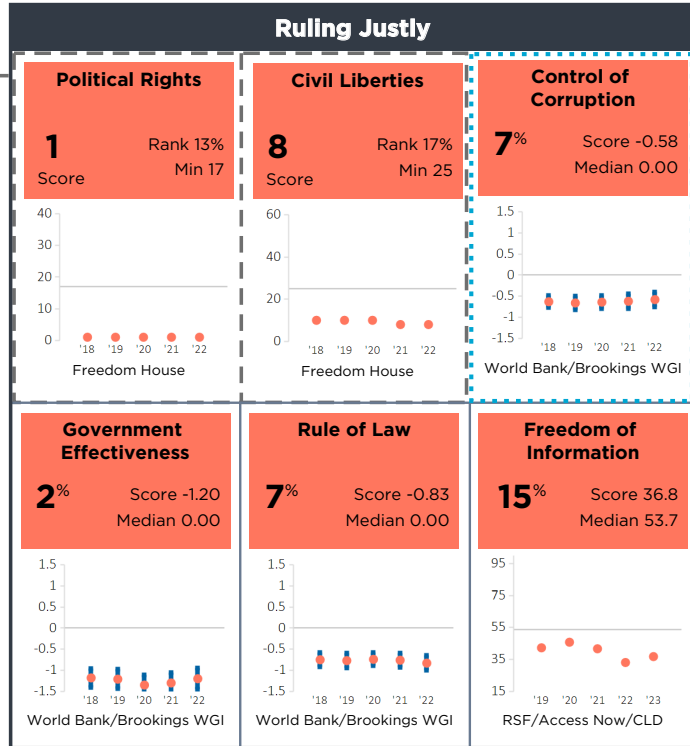 Ruling Justly
Political Rights
1
Score
Rank 13%
Min 17
40
30
20
10
0
'18 '19 '20 '21 '22
Freedom House
Civil Liberties
8
Score
Rank 17%
Min 25
60
40
20
0
'18 '19 '20 '21 '22
Freedom House
Control of
Corruption
7%
Score -0.58
Median 0.00
1.5
1
0.5
0
-0.5
-1
-1.5
'18 '19 '20 '21 '22
World Bank/Brookings WGI
Government
Effectiveness
2%
Score -1.20
Median 0.00
1.5
1
0.5
0
-0.5
-1
-1.5
'18 '19 '20 '21 '22
World Bank/Brookings WGI
Rule of Law
7%
Score -0.83
Median 0.00
1.5
1
0.5
0
-0.5
-1
-1.5
'18 '19 '20 '21 '22
World Bank/Brookings WGI
Freedom of
Information
15%
Score 36.8
Median 53.7
95
55
35
15
'19 '20 '21 '22 '23
RSF/Access Now/CLD